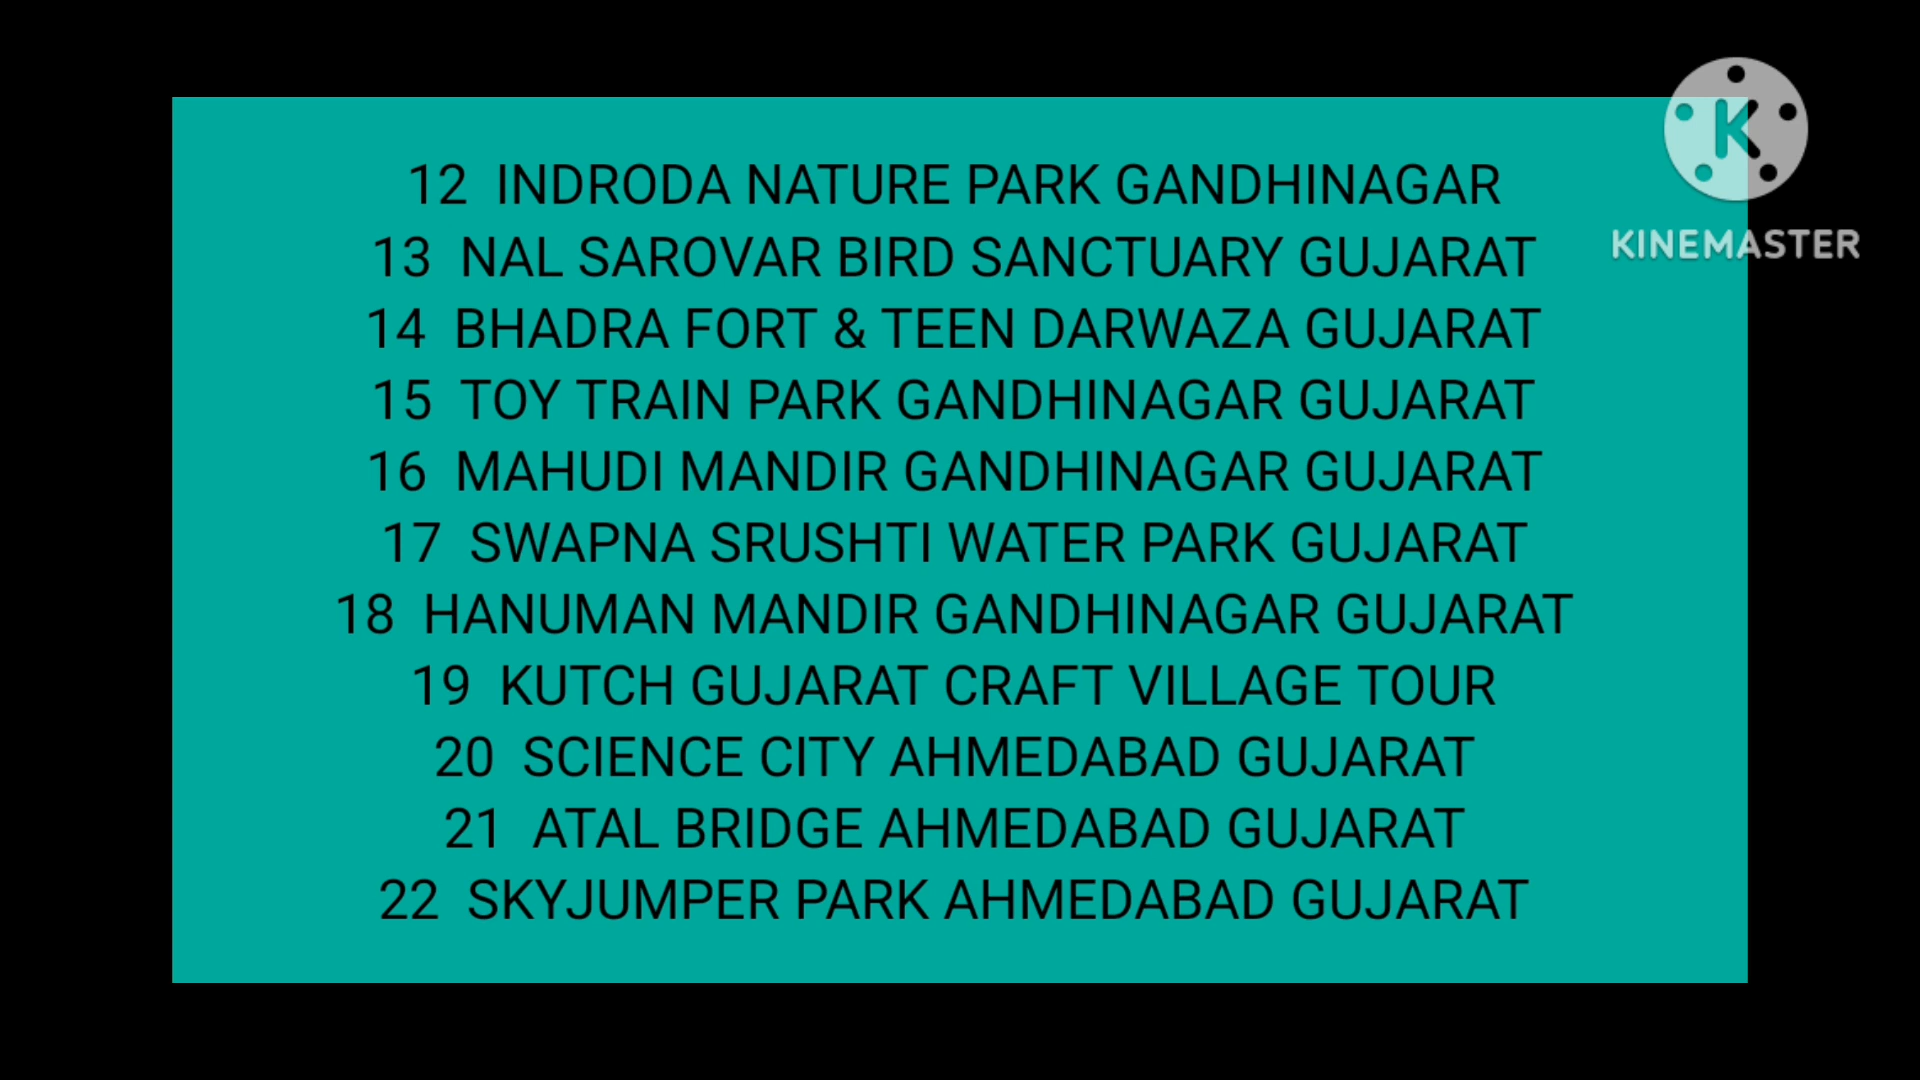 12 INDRODA NATURE PARK GANDHINAGAR
13 NAL SAROVAR BIRD SANCTUARY GUJARAT
14 BHADRA FORT & TEEN DARWAZA GUJARAT
15 TOY TRAIN PARK GANDHINAGAR GUJARAT
16 MAHUDI MANDIR GANDHINAGAR GUJARAT
17 SWAPNA SRUSHTI WATER PARK GUJARAT
18 HANUMAN MANDIR GANDHINAGAR GUJARAT
19 KUTCH GUJARAT CRAFT VILLAGE TOUR
20 SCIENCE CITY AHMEDABAD GUJARAT
21 ATAL BRIDGE AHMEDABAD GUJARAT
22 SKYJUMPER PARK AHMEDABAD GUJARAT
K
KINEMASTER